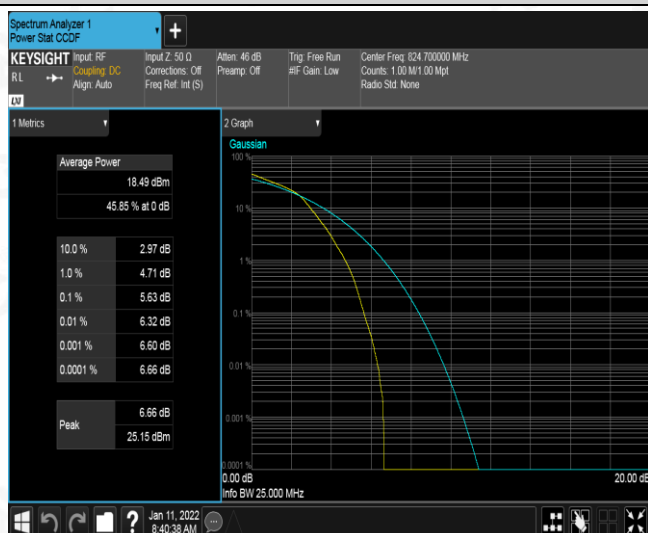 Spectrum Analyzer 1
Power Stat CCDF
+
KEYSIGHT
RL
LXI
Input: RF
Coupling: DC
Align: Auto
Input Z: 50 Ω
Corrections: Off
Freq Ref: Int (S)
Atten: 46 dB
Preamp: Off
Trig: Free Run
#IF Gain: Low
Center Freq: 824.700000 MHz
Counts: 1.00 M/1.00 Mpt
Radio Std: None
1 Metrics
Average Power
18.49 dBm
45.85 % at 0 dB
10.0 % 2.97 dB
1.0 % 4.71 dB
0.1 % 5.63 dB
0.01 % 6.32 dB
0.001 % 6.60 dB
0.0001 % 6.66 dB
Peak
6.66 dB
25.15 dBm
2 Graph
Gaussian
100 %
10 %
1 %
0.1 %
0.01 %
0.001 %
0.0001 %
0.00 dB
20.00 dB
Info BW 25.000 MHz
?
Jan 11, 2022
8:40:38 AM